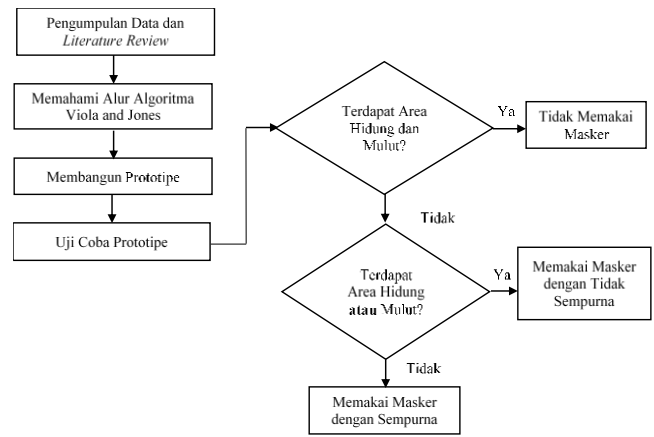 Pengumpulan Data dan
Literature Review
Memahami Alur Algoritma
Viola and Jones
Membangun Prototipe
Uji Coba Prototipe
Terdapat Area
Hidung dan
Mulut?
Ya
Tidak Memakai
Masker
Tidak
Terdapat
Area Hidung
atau Mulut?
Ya
Memakai Masker
dengan Tidak
Sempurna
Tidak
Memakai Masker
dengan Sempurna